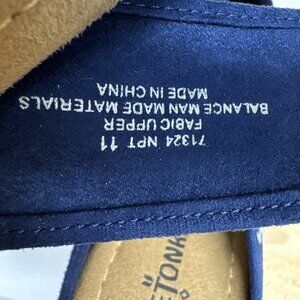 71324 NPT 11
FABIC UPPER
BALANCE MAN MADE MATERIALS
MADE IN CHINA